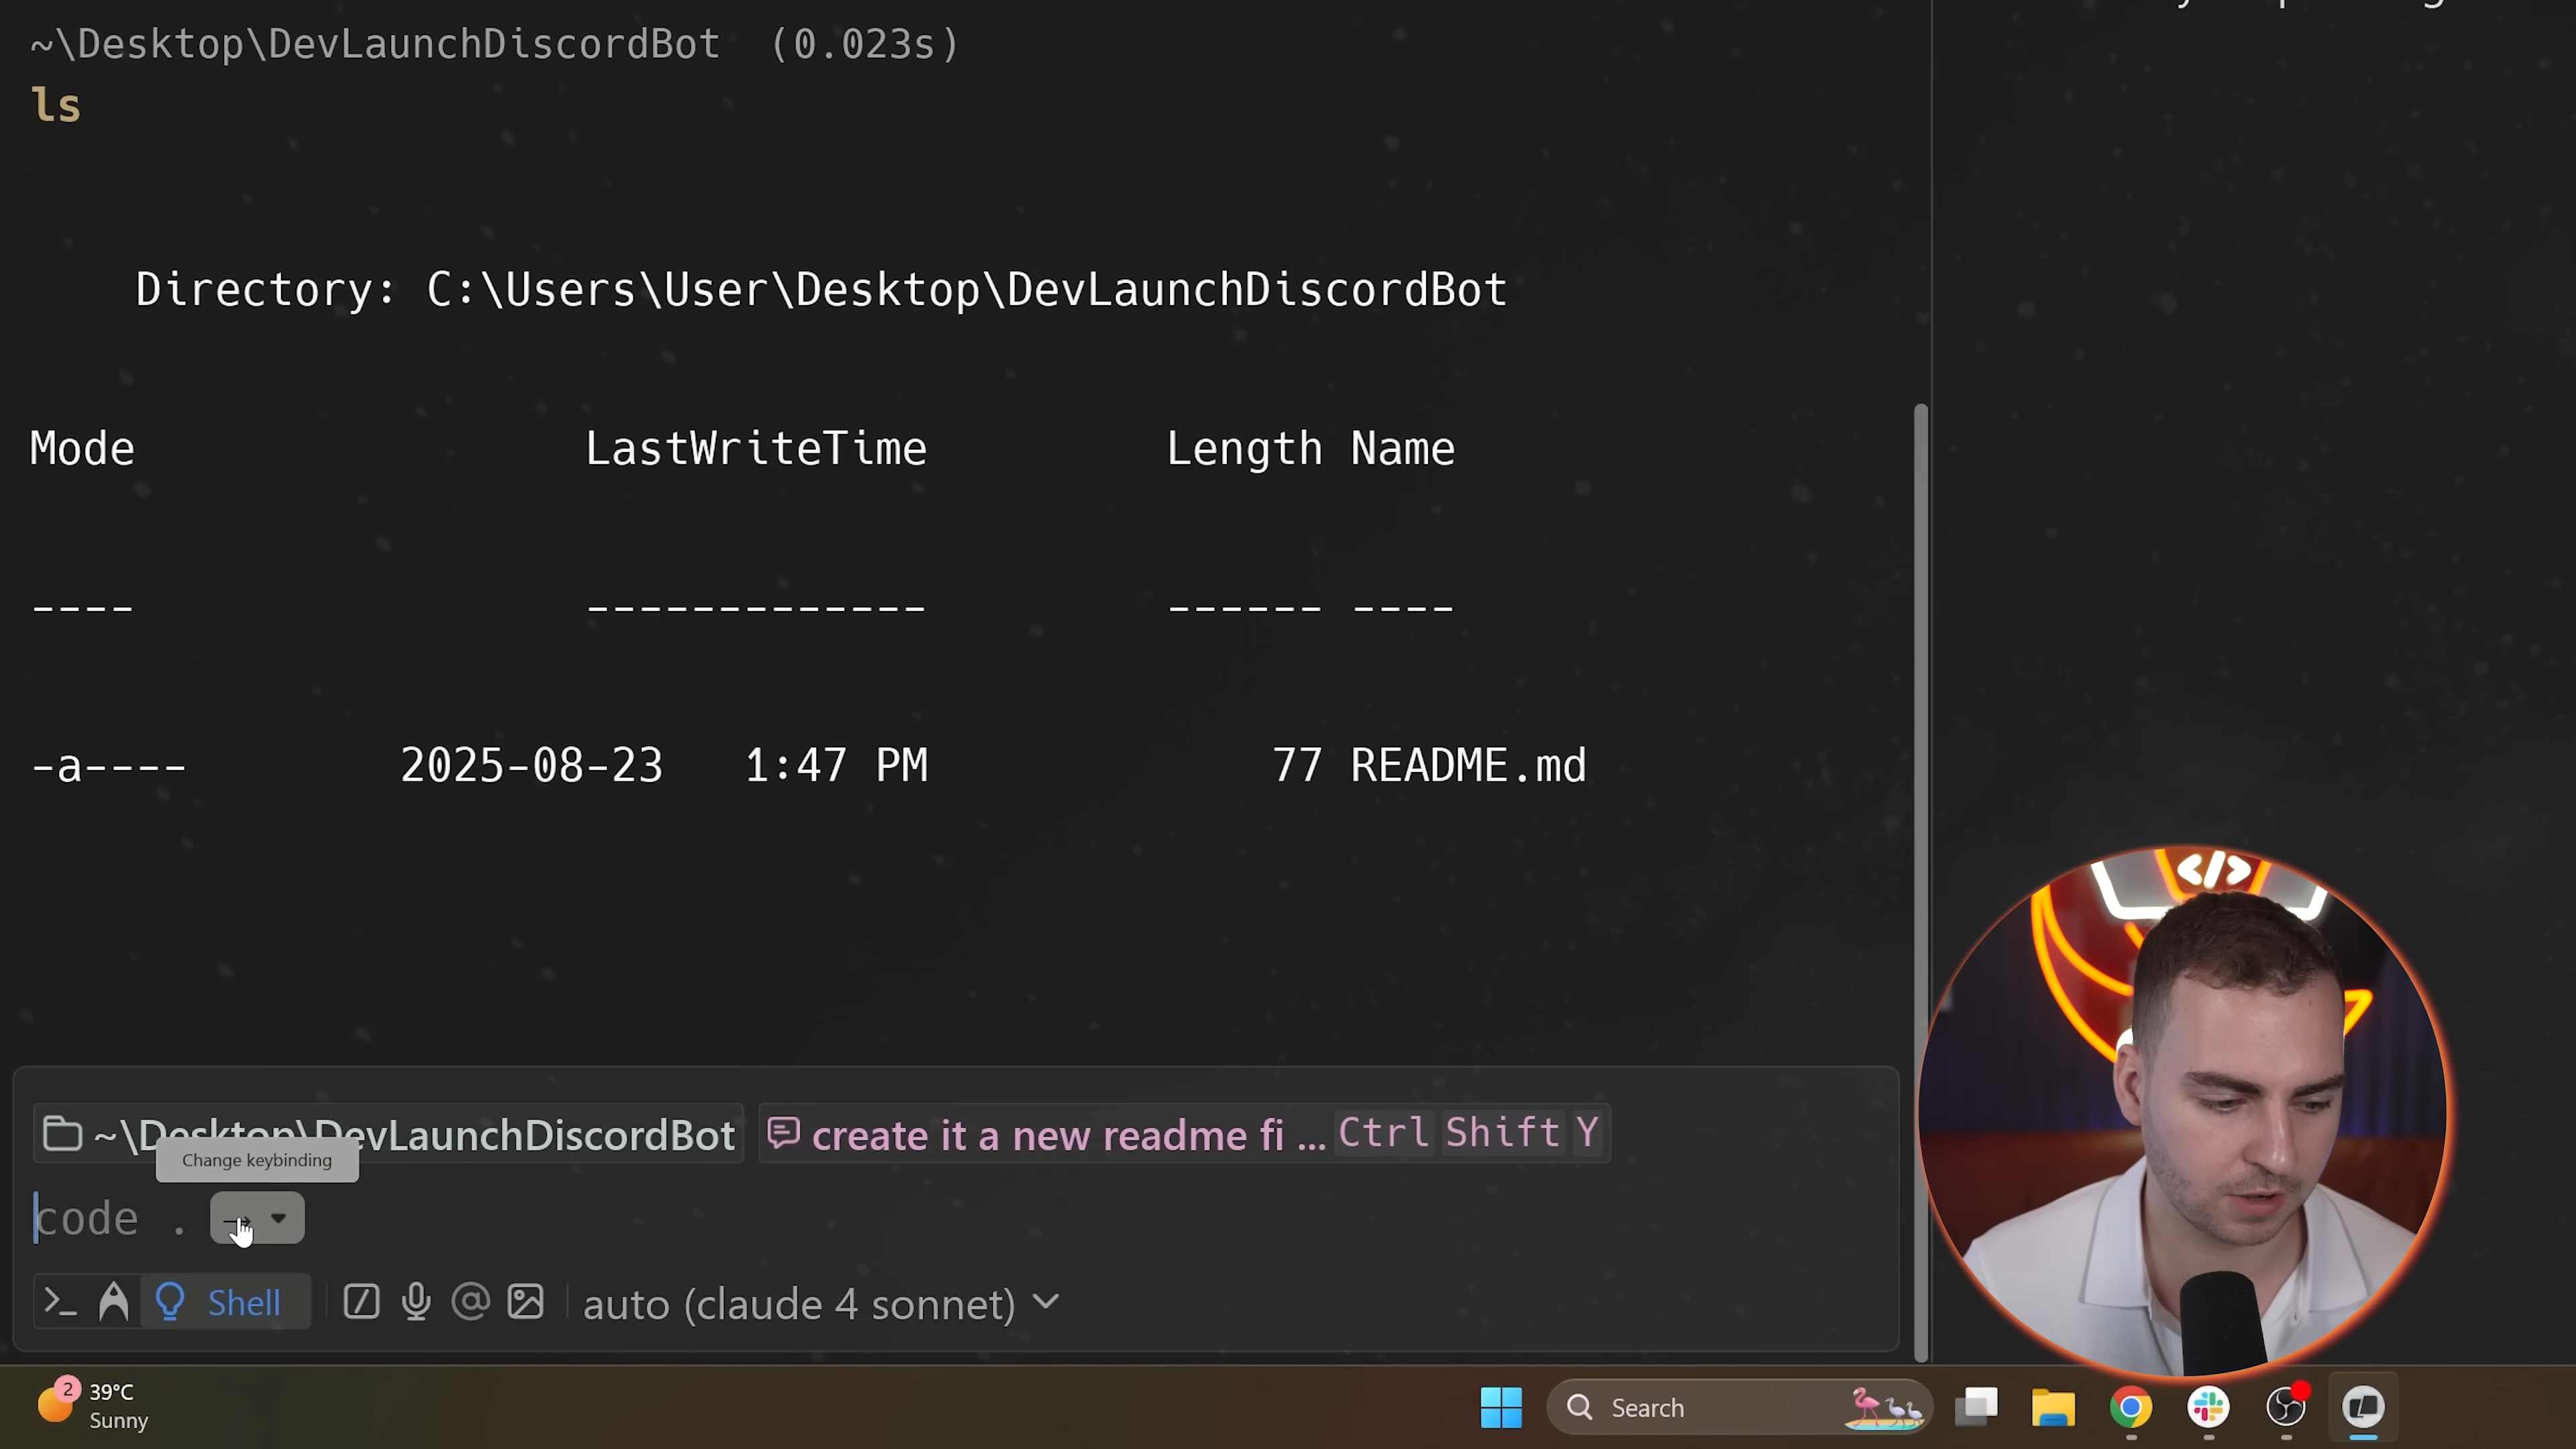 ~\Desktop\DevLaunchDiscordBot (0.023s)
ls
Directory: C:\Users\User\Desktop\DevLaunchDiscordBot
Mode LastWriteTime Length Name
---- ------------- ------ ----
-a---- 2025-08-23 1:47 PM 77 README.md
~\Desktop\DevLaunchDiscordBot create it a new readme fi ... Ctrl Shift Y
Change keybinding
code .
Shell auto (claude 4 sonnet)
2 39°C
Sunny
Search